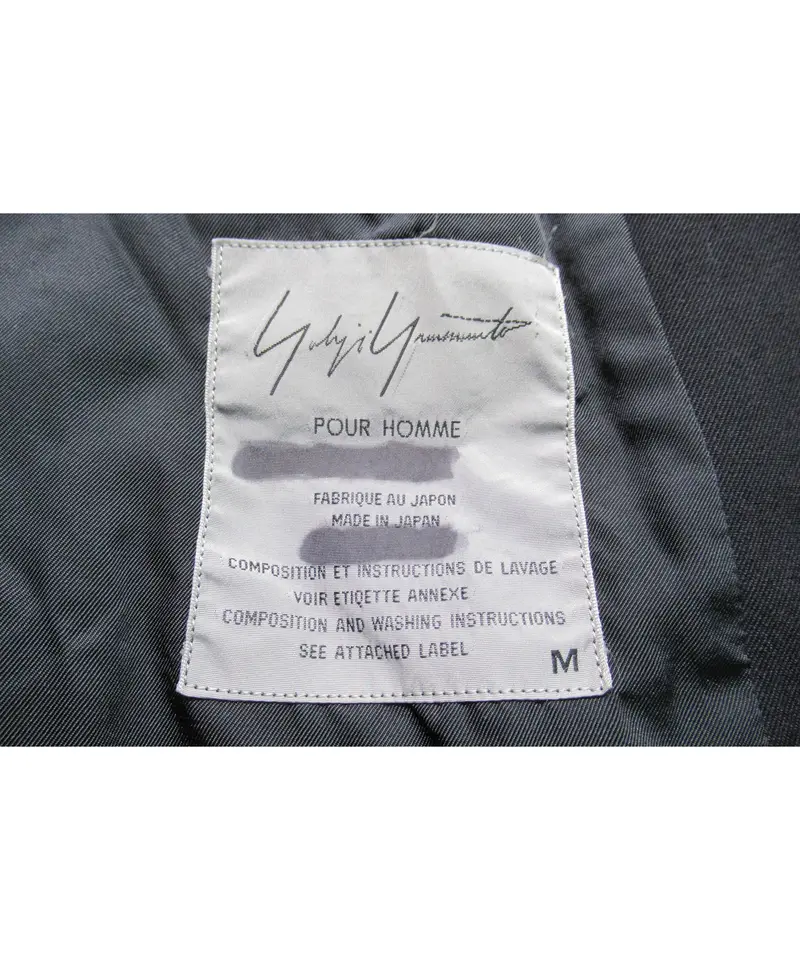 Yohji Yamamoto
POUR HOMME
FABRIQUE AU JAPON
MADE IN JAPAN
COMPOSITION ET INSTRUCTIONS DE LAVAGE
VOIR ETIQETTE ANNEXE
COMPOSITION AND WASHING INSTRUCTIONS
SEE ATTACHED LABEL
M